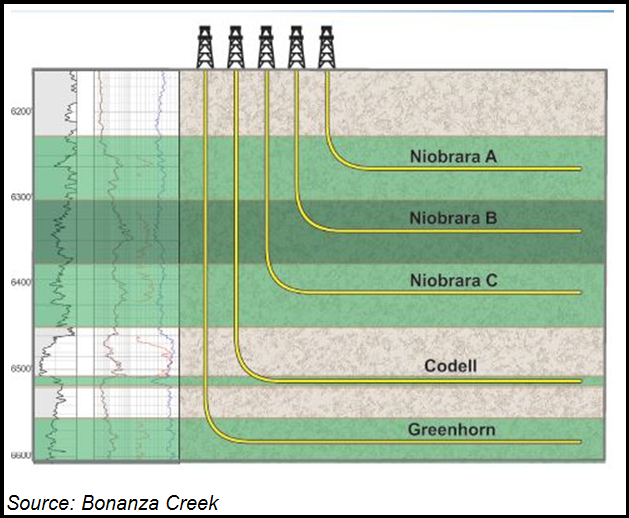 6200'
Niobrara A
6300'
Niobrara B
6400'
Niobrara C
Codell
6500'
Greenhorn
6600'
Source: Bonanza Creek